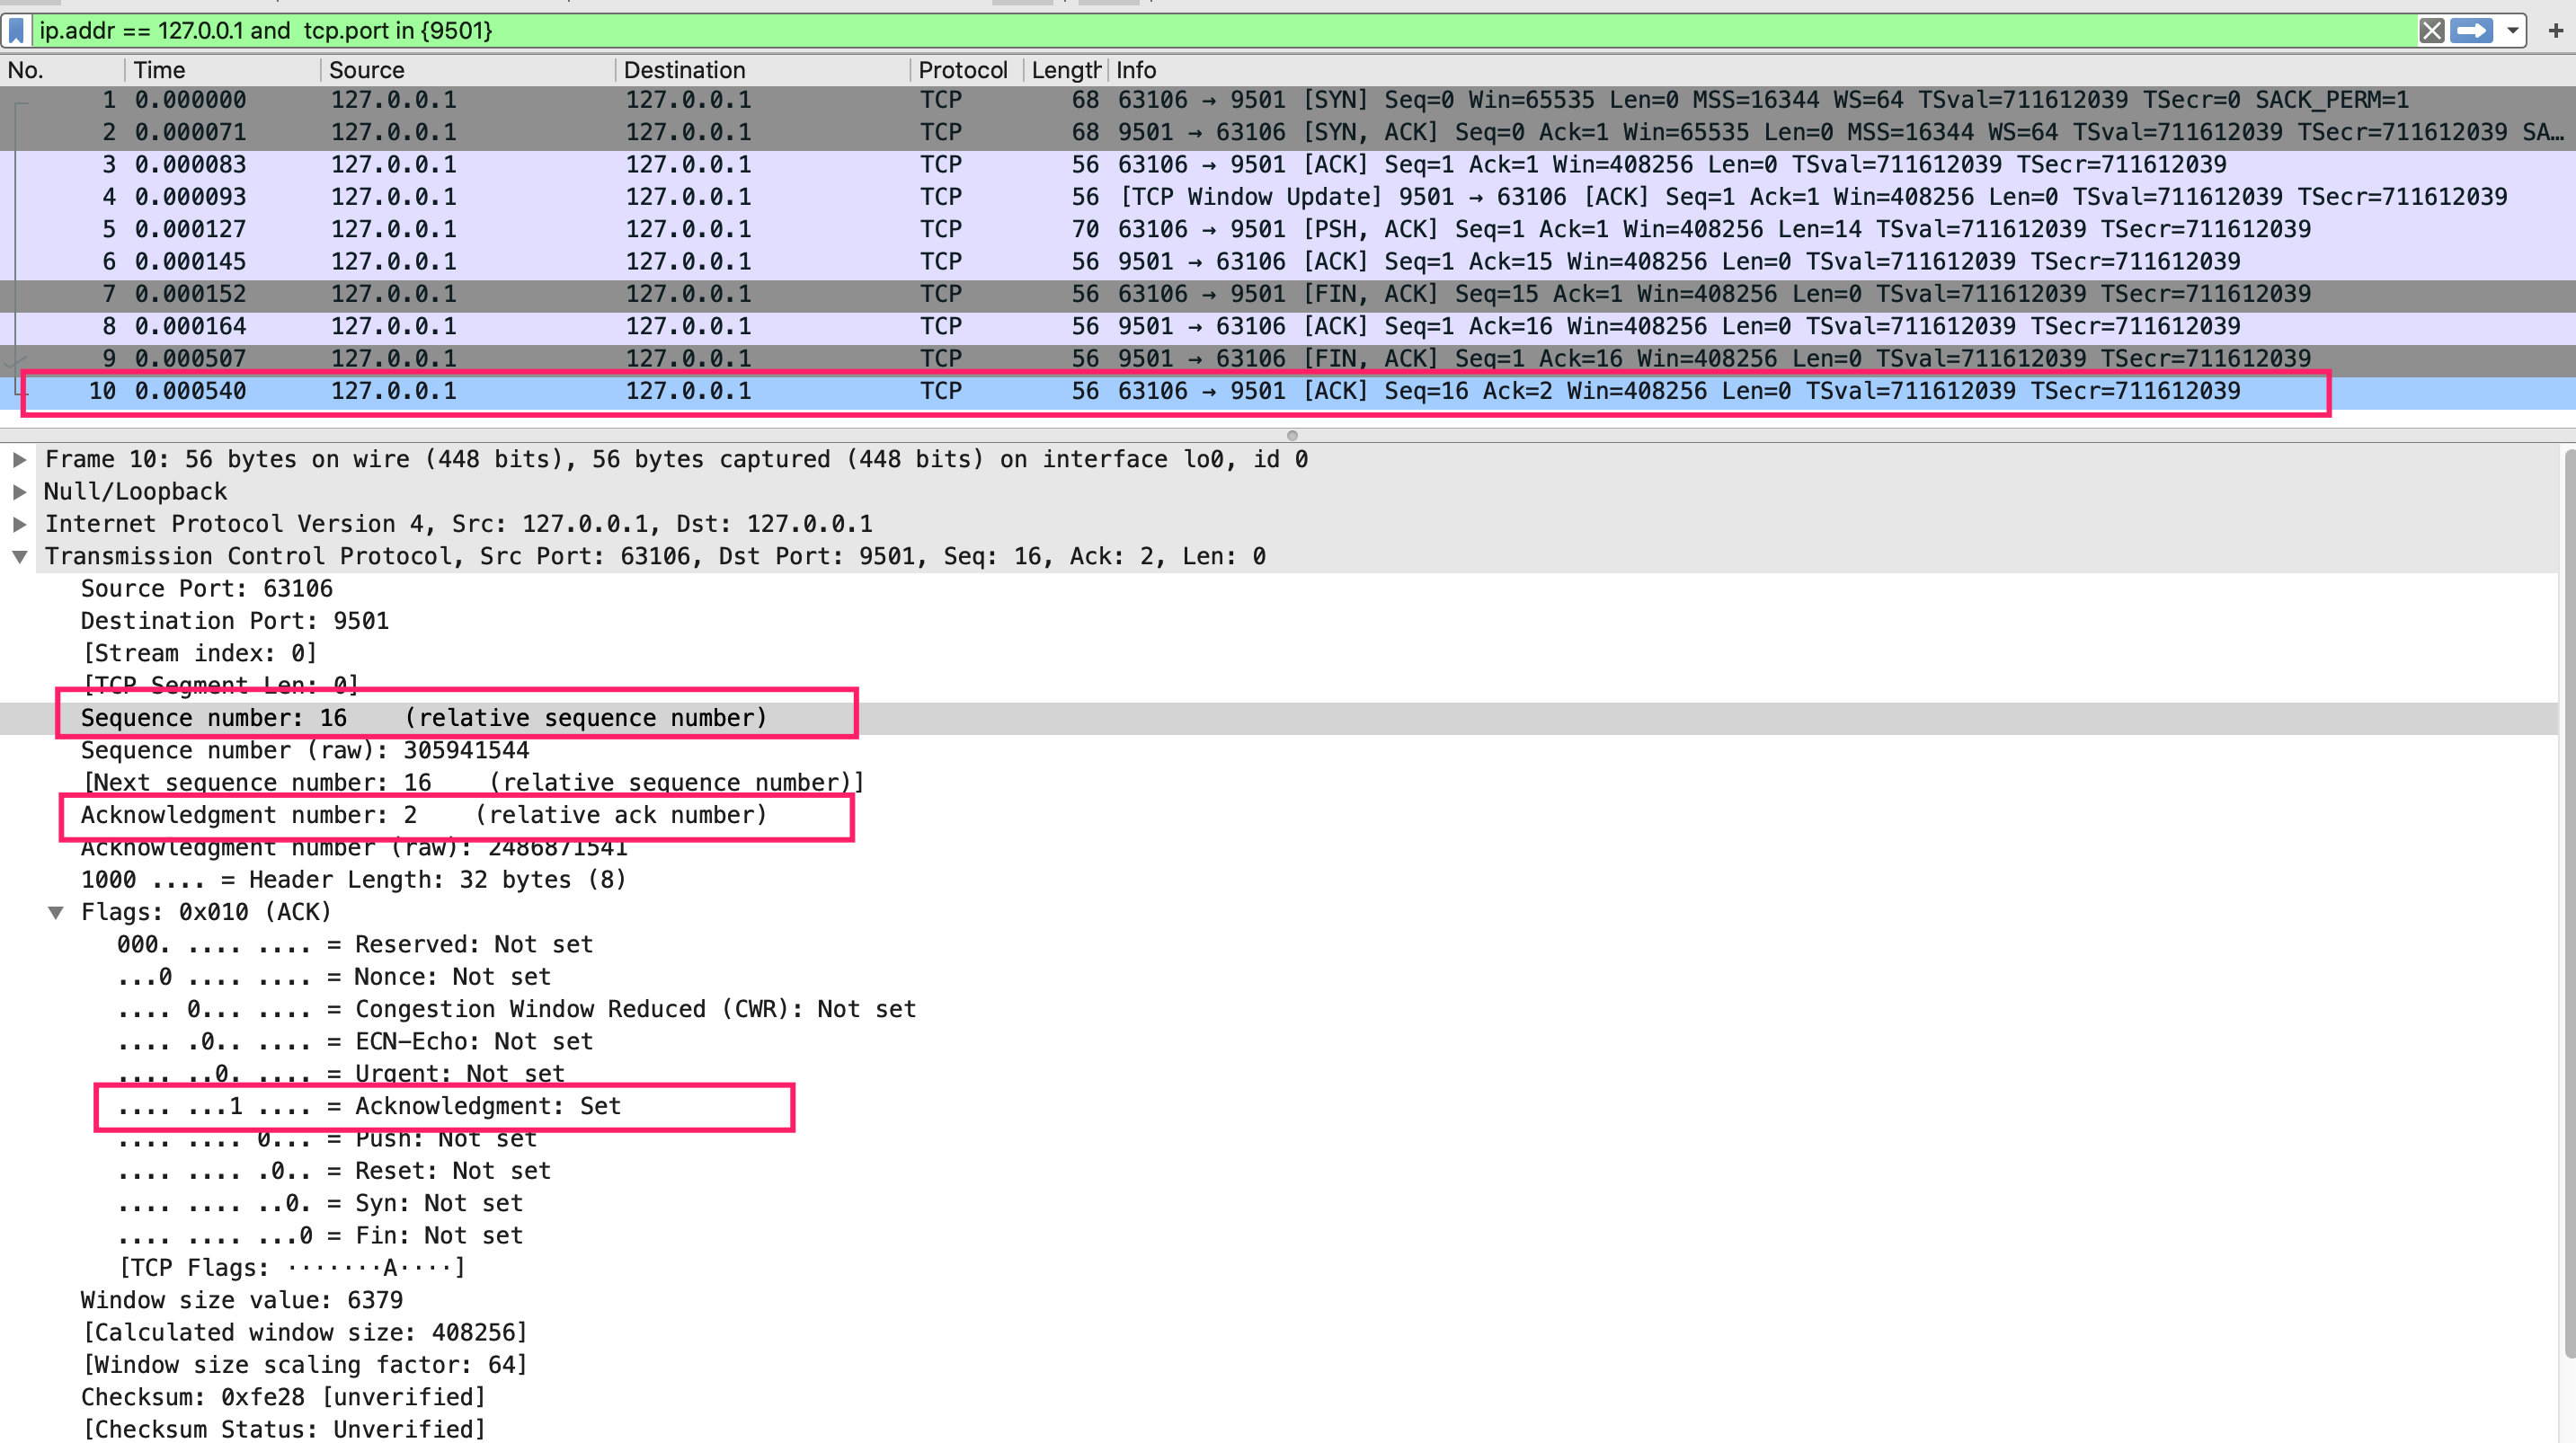 ip.addr == 127.0.0.1 and  tcp.port in {9501}
No. Time Source Destination Protocol Length Info
1 0.000000 127.0.0.1 127.0.0.1 TCP 68 63106 → 9501 [SYN] Seq=0 Win=65535 Len=0 MSS=16344 WS=64 TSval=711612039 TSecr=0 SACK_PERM=1
2 0.000071 127.0.0.1 127.0.0.1 TCP 68 9501 → 63106 [SYN, ACK] Seq=0 Ack=1 Win=65535 Len=0 MSS=16344 WS=64 TSval=711612039 TSecr=711612039 SA…
3 0.000083 127.0.0.1 127.0.0.1 TCP 56 63106 → 9501 [ACK] Seq=1 Ack=1 Win=408256 Len=0 TSval=711612039 TSecr=711612039
4 0.000093 127.0.0.1 127.0.0.1 TCP 56 [TCP Window Update] 9501 → 63106 [ACK] Seq=1 Ack=1 Win=408256 Len=0 TSval=711612039 TSecr=711612039
5 0.000127 127.0.0.1 127.0.0.1 TCP 70 63106 → 9501 [PSH, ACK] Seq=1 Ack=1 Win=408256 Len=14 TSval=711612039 TSecr=711612039
6 0.000145 127.0.0.1 127.0.0.1 TCP 56 9501 → 63106 [ACK] Seq=1 Ack=15 Win=408256 Len=0 TSval=711612039 TSecr=711612039
7 0.000152 127.0.0.1 127.0.0.1 TCP 56 63106 → 9501 [FIN, ACK] Seq=15 Ack=1 Win=408256 Len=0 TSval=711612039 TSecr=711612039
8 0.000164 127.0.0.1 127.0.0.1 TCP 56 9501 → 63106 [ACK] Seq=1 Ack=16 Win=408256 Len=0 TSval=711612039 TSecr=711612039
9 0.000507 127.0.0.1 127.0.0.1 TCP 56 9501 → 63106 [FIN, ACK] Seq=1 Ack=16 Win=408256 Len=0 TSval=711612039 TSecr=711612039
10 0.000540 127.0.0.1 127.0.0.1 TCP 56 63106 → 9501 [ACK] Seq=16 Ack=2 Win=408256 Len=0 TSval=711612039 TSecr=711612039
Frame 10: 56 bytes on wire (448 bits), 56 bytes captured (448 bits) on interface lo0, id 0
Null/Loopback
Internet Protocol Version 4, Src: 127.0.0.1, Dst: 127.0.0.1
Transmission Control Protocol, Src Port: 63106, Dst Port: 9501, Seq: 16, Ack: 2, Len: 0
Source Port: 63106
Destination Port: 9501
[Stream index: 0]
[TCP Segment Len: 0]
Sequence number: 16    (relative sequence number)
Sequence number (raw): 305941544
[Next sequence number: 16    (relative sequence number)]
Acknowledgment number: 2    (relative ack number)
Acknowledgment number (raw): 2486871541
1000 .... = Header Length: 32 bytes (8)
Flags: 0x010 (ACK)
000. .... .... = Reserved: Not set
...0 .... .... = Nonce: Not set
.... 0... .... = Congestion Window Reduced (CWR): Not set
.... .0.. .... = ECN-Echo: Not set
.... ..0. .... = Urgent: Not set
.... ...1 .... = Acknowledgment: Set
.... .... 0... = Push: Not set
.... .... .0.. = Reset: Not set
.... .... ..0. = Syn: Not set
.... .... ...0 = Fin: Not set
[TCP Flags: ·······A····]
Window size value: 6379
[Calculated window size: 408256]
[Window size scaling factor: 64]
Checksum: 0xfe28 [unverified]
[Checksum Status: Unverified]